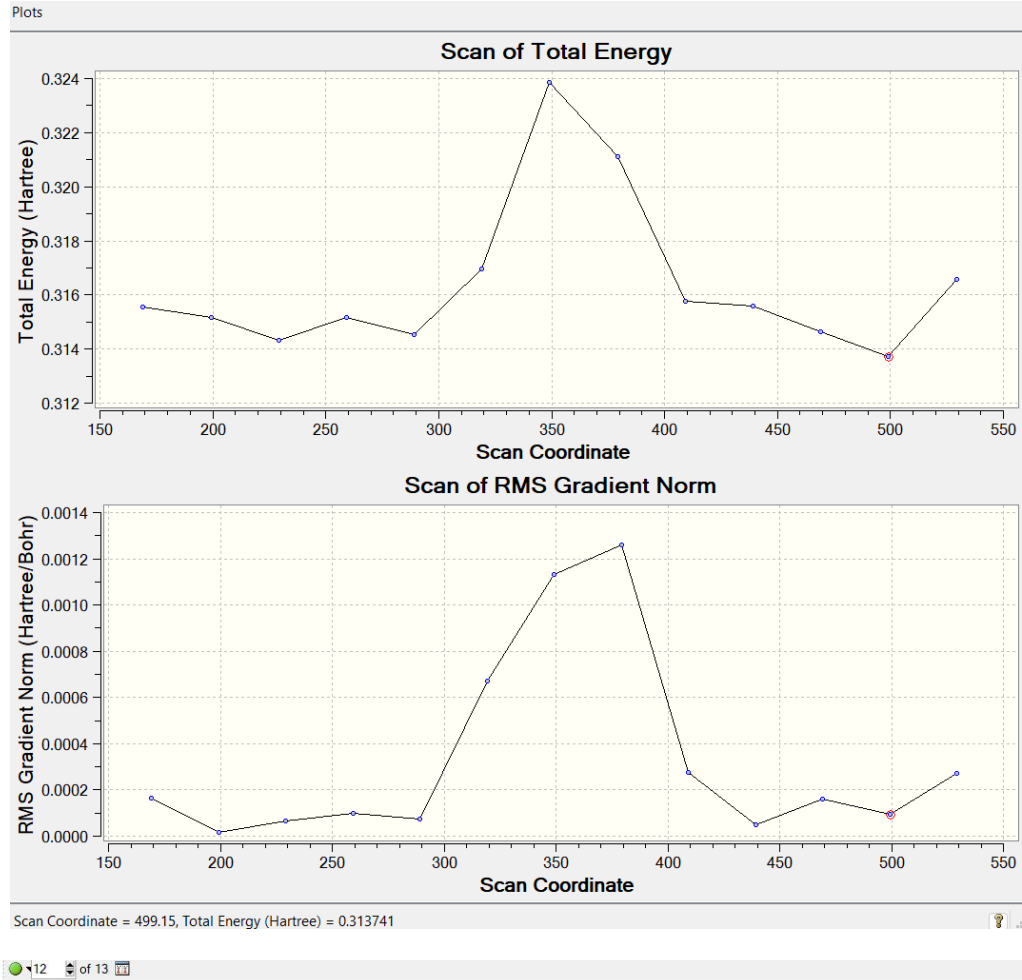 Plots
Scan of Total Energy
Total Energy (Hartree)
0.324
0.322
0.320
0.318
0.316
0.314
0.312
150 200 250 300 350 400 450 500 550
Scan Coordinate
Scan of RMS Gradient Norm
RMS Gradient Norm (Hartree/Bohr)
0.0014
0.0012
0.0010
0.0008
0.0006
0.0004
0.0002
0.0000
150 200 250 300 350 400 450 500 550
Scan Coordinate
Scan Coordinate = 499.15, Total Energy (Hartree) = 0.313741
?
12 of 13